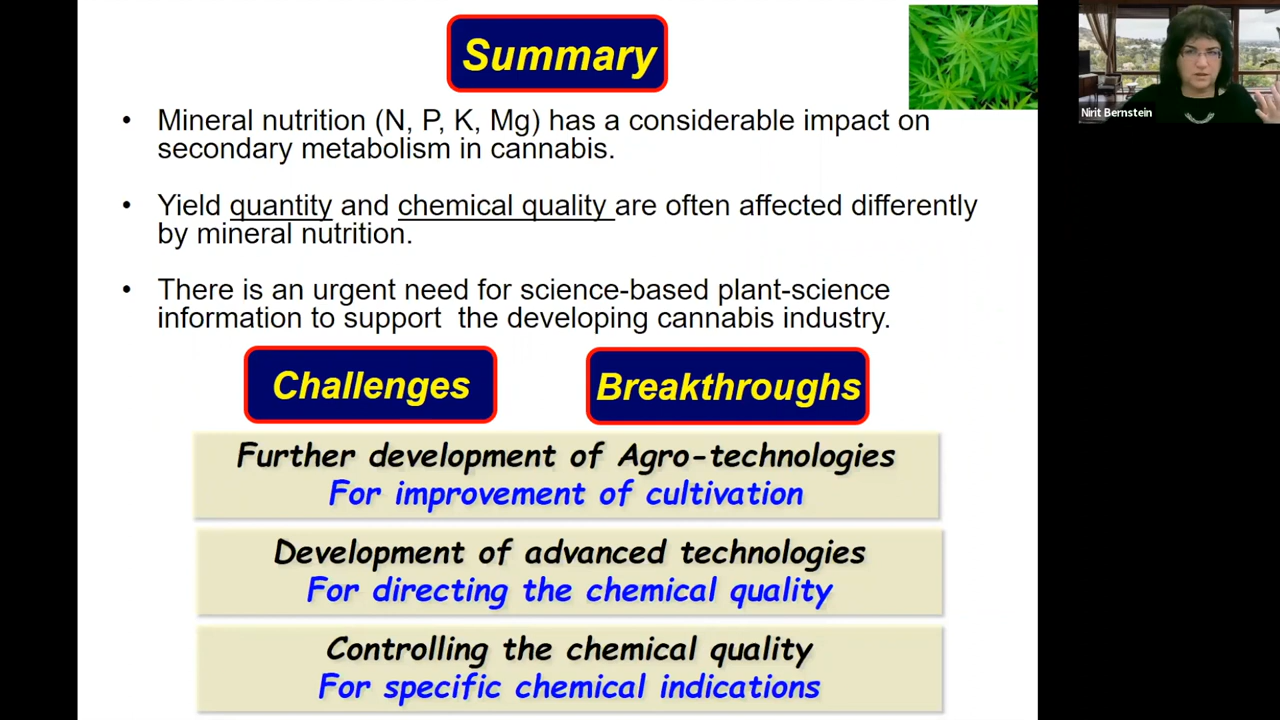 Summary
Nirit Bernstein
• Mineral nutrition (N, P, K, Mg) has a considerable impact on
secondary metabolism in cannabis.
• Yield quantity and chemical quality are often affected differently
by mineral nutrition.
• There is an urgent need for science-based plant-science
information to support the developing cannabis industry.
Challenges
Breakthroughs
Further development of Agro-technologies
For improvement of cultivation
Development of advanced technologies
For directing the chemical quality
Controlling the chemical quality
For specific chemical indications